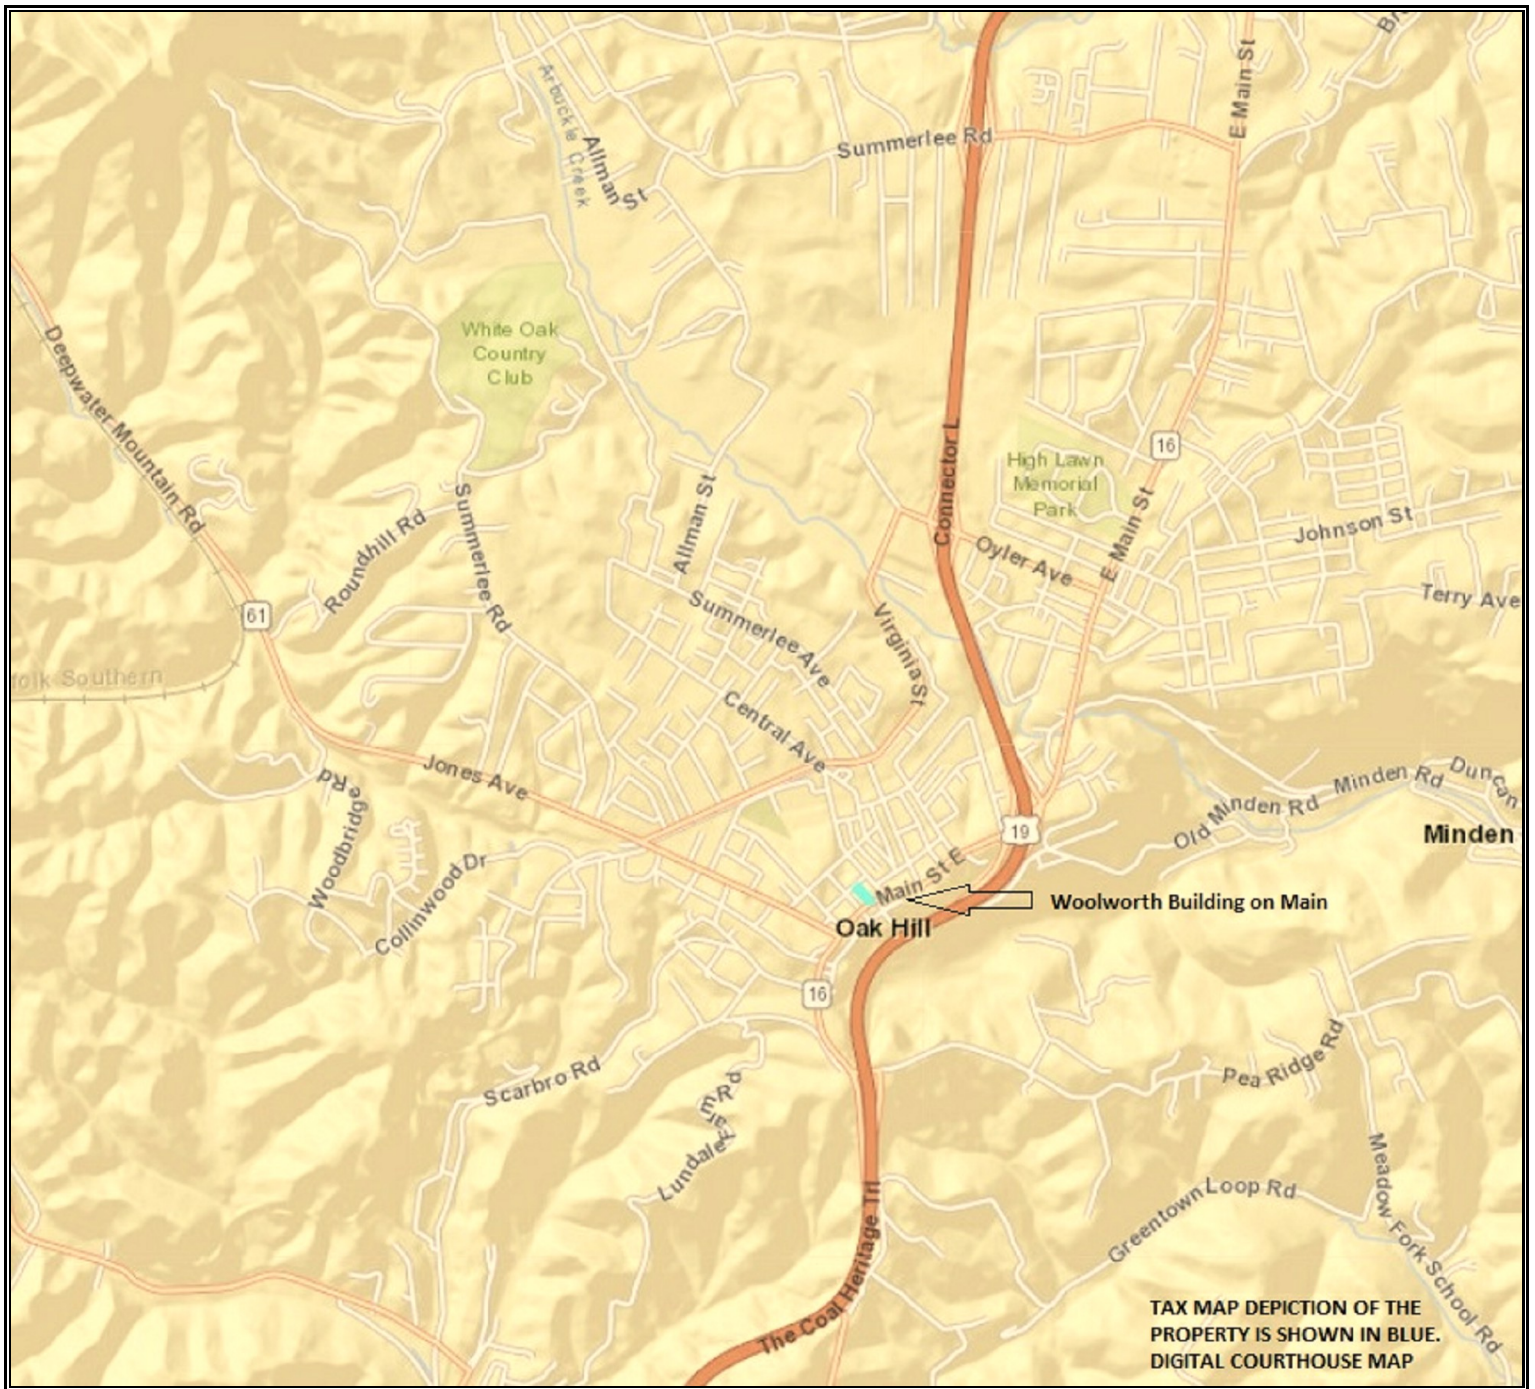 Br
E Main St
Summerlee Rd
Arbuckle Creek
Allman St
White Oak
Country
Club
Deepwater Mountain Rd
Connector L
16
High Lawn
Memorial
Park
Allman St
Summerlee Rd
Roundhill Rd
Oyler Ave
E Main St
Johnson St
Terry Ave
61
Summerlee Ave
Virginia St
folk Southern
Central Ave
Jones Ave
Woodbridge Rd
Minden Rd
Duncan
Old Minden Rd
19
Minden
Collinwood Dr
Main St E
Woolworth Building on Main
Oak Hill
16
Scarbro Rd
Lundale Farm Rd
Pea Ridge Rd
Greentown Loop Rd
Meadow Fork School Rd
The Coal Heritage Trl
TAX MAP DEPICTION OF THE
PROPERTY IS SHOWN IN BLUE.
DIGITAL COURTHOUSE MAP